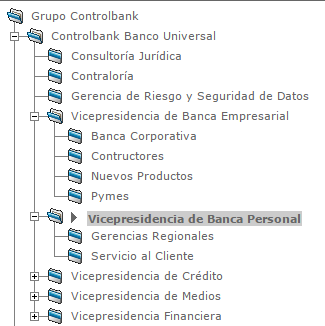 Grupo Controlbank
Controlbank Banco Universal
Consultoría Jurídica
Contraloría
Gerencia de Riesgo y Seguridad de Datos
Vicepresidencia de Banca Empresarial
Banca Corporativa
Contructores
Nuevos Productos
Pymes
Vicepresidencia de Banca Personal
Gerencias Regionales
Servicio al Cliente
Vicepresidencia de Crédito
Vicepresidencia de Medios
Vicepresidencia Financiera